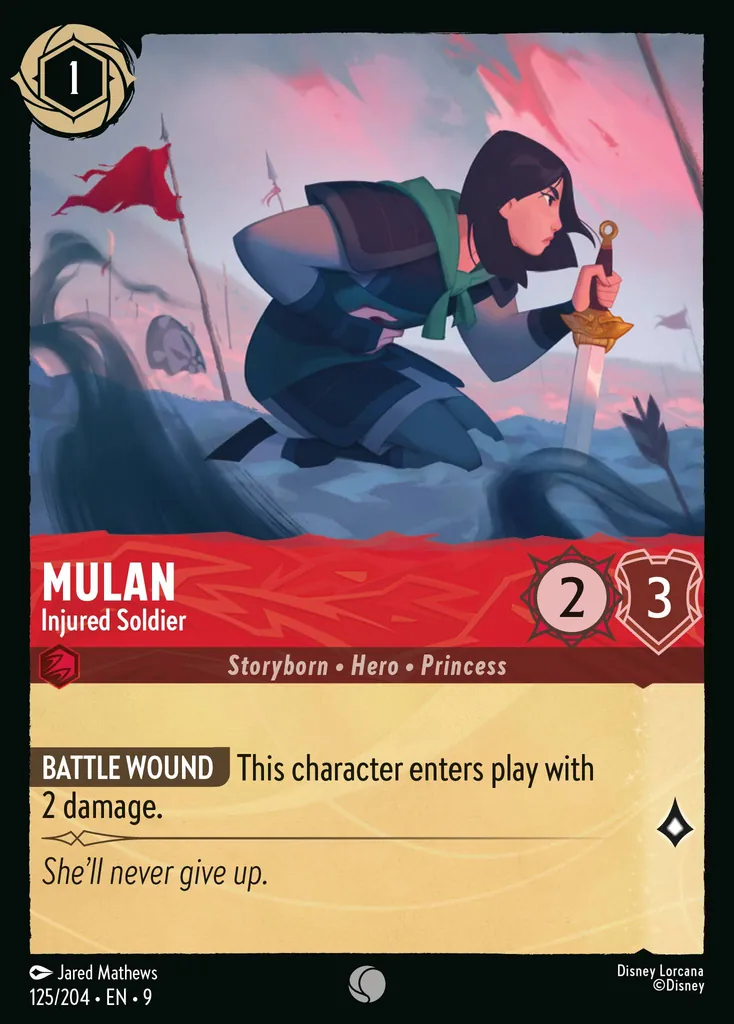 1
MULAN
Injured Soldier
2
3
Storyborn • Hero • Princess
BATTLE WOUND This character enters play with
2 damage.
She'll never give up.
Jared Mathews
125/204 • EN • 9
Disney Lorcana
©Disney